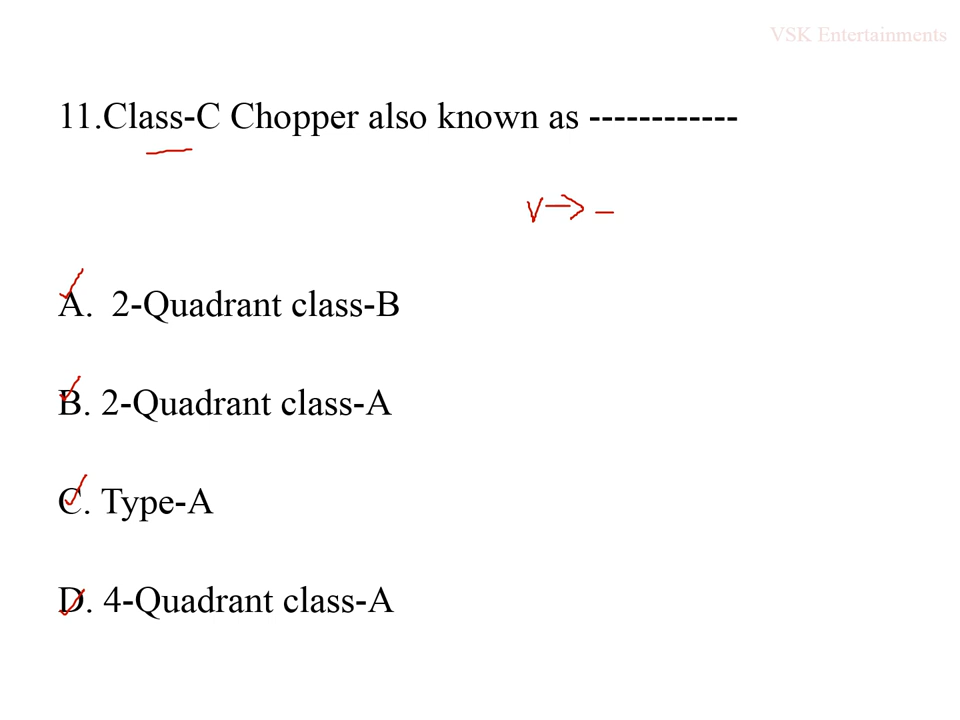 VSK Entertainments
11.Class-C Chopper also known as ------------
V→ –
A. 2-Quadrant class-B
B. 2-Quadrant class-A
C. Type-A
D. 4-Quadrant class-A